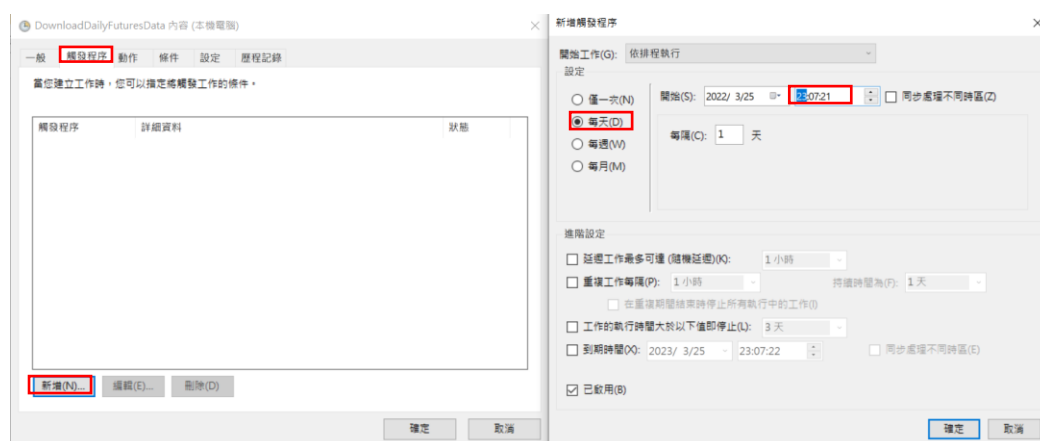 DownloadDailyFuturesData 內容 (本機電腦)
一般 觸發程序 動作 條件 設定 歷程記錄
當您建立工作時，您可以指定將觸發工作的條件。
觸發程序 詳細資料 狀態
新增(N)... 編輯(E)... 刪除(D)
確定 取消
新增觸發程序
開始工作(G): 依排程執行
設定
僅一次(N)
每天(D)
每週(W)
每月(M)
開始(S): 2022/ 3/25 23:07:21 同步處理不同時區(Z)
每隔(C): 1 天
進階設定
延遲工作最多可達 (隨機延遲)(K): 1 小時
重複工作每隔(P): 1 小時 持續時間為(F): 1 天
在重複期間結束時停止所有執行中的工作(I)
工作的執行時間大於以下值即停止(L): 3 天
到期時間(X): 2023/ 3/25 23:07:22 同步處理不同時區(E)
已啟用(B)
確定 取消